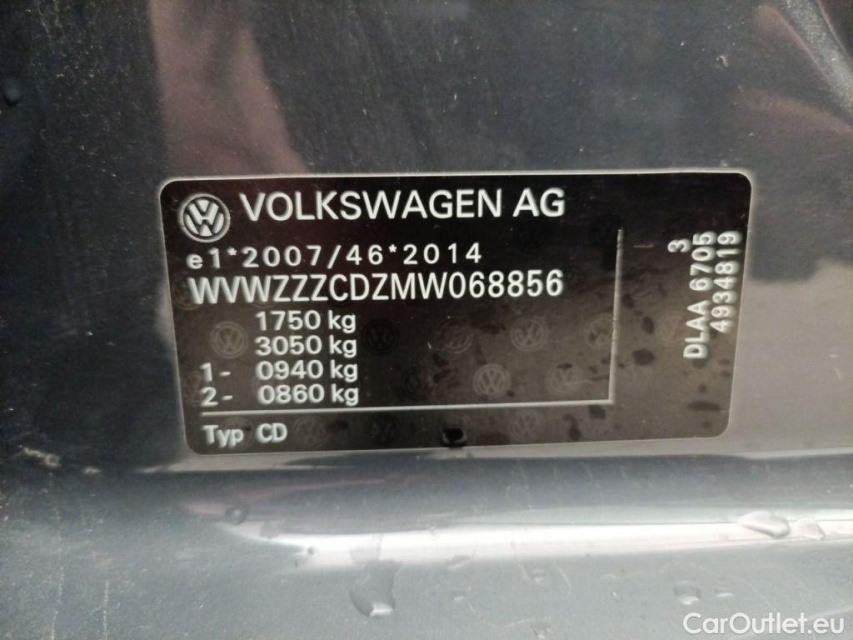 VOLKSWAGEN AG
e1*2007/46*2014
WVWZZZCDZMW068856
1750 kg
3050 kg
1- 0940 kg
2- 0860 kg
Typ CD
3
DLAA 6705
4934819
CarOutlet.eu